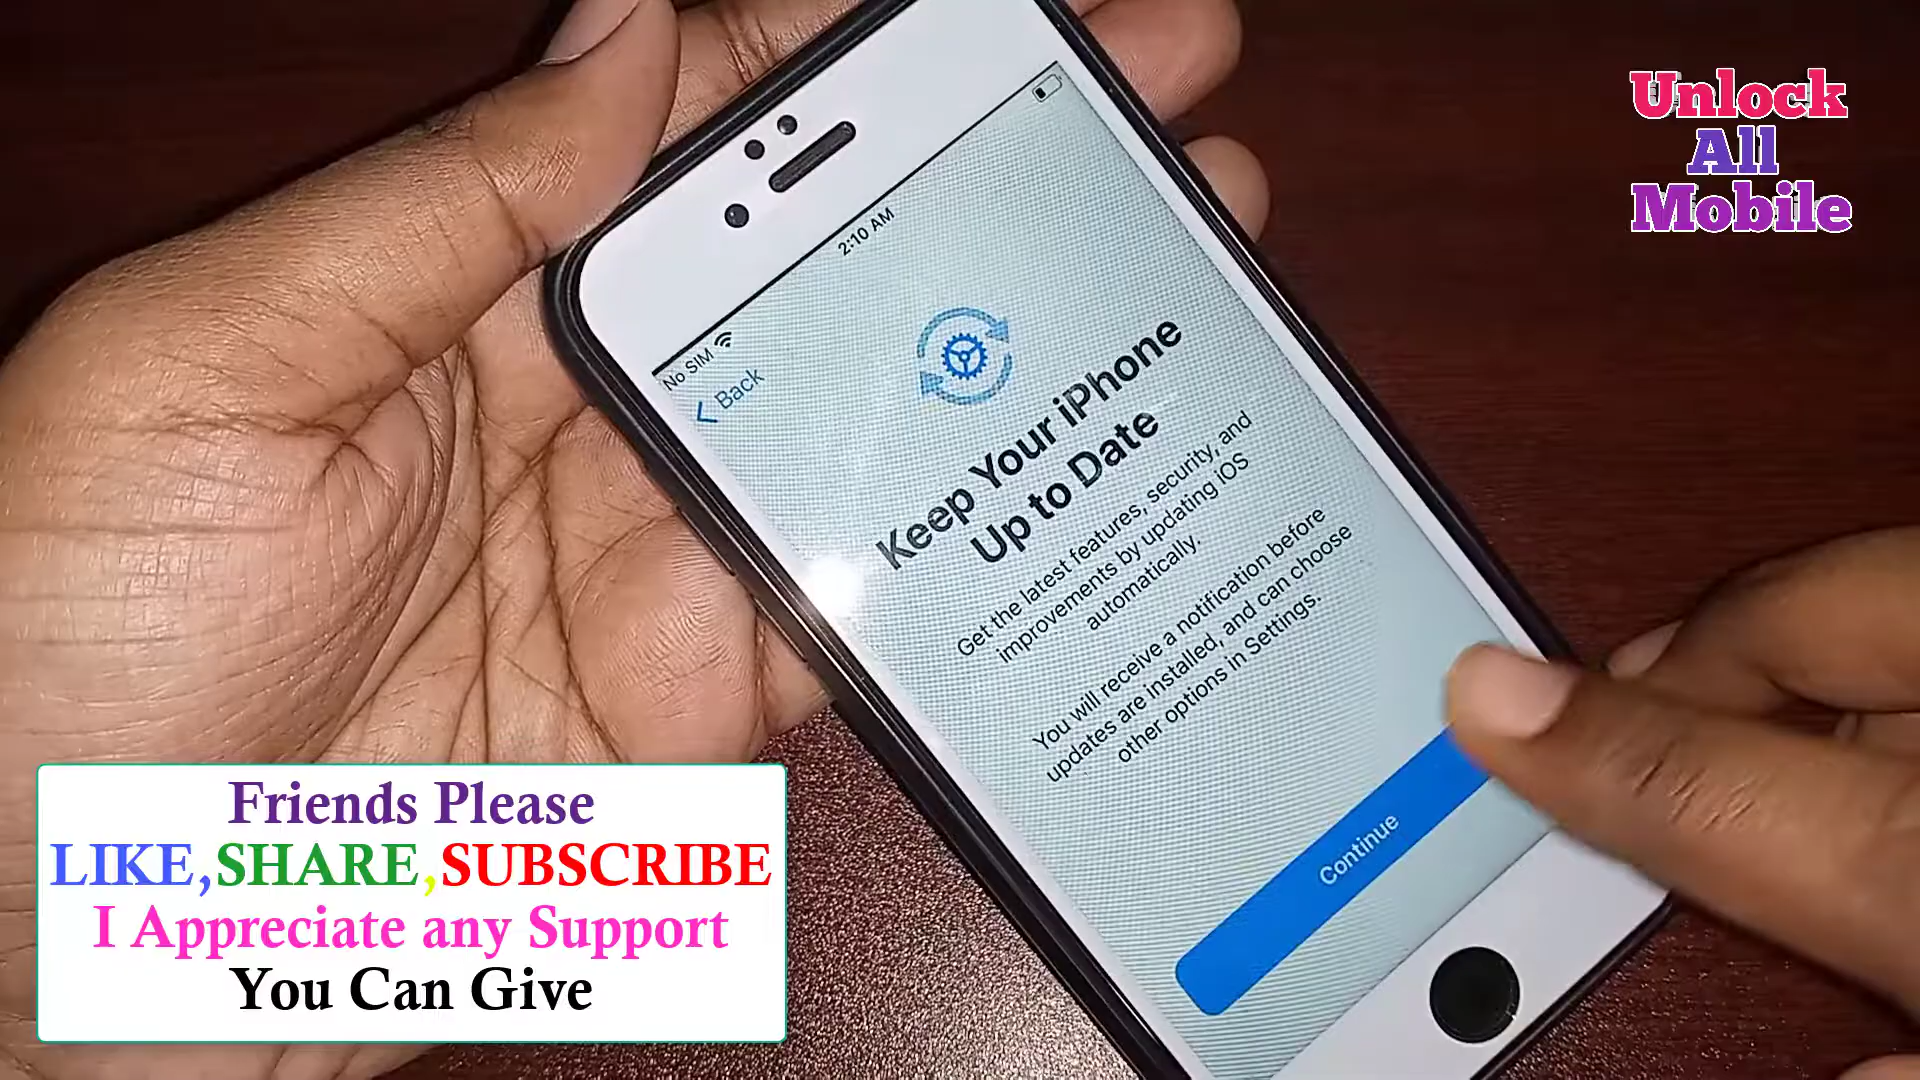 Unlock
All
Mobile
No SIM
2:10 AM
Back
Keep Your iPhone
Up to Date
Get the latest features, security, and
improvements by updating iOS
automatically.
You will receive a notification before
updates are installed, and can choose
other options in Settings.
Continue
Friends Please
LIKE,SHARE,SUBSCRIBE
I Appreciate any Support
You Can Give